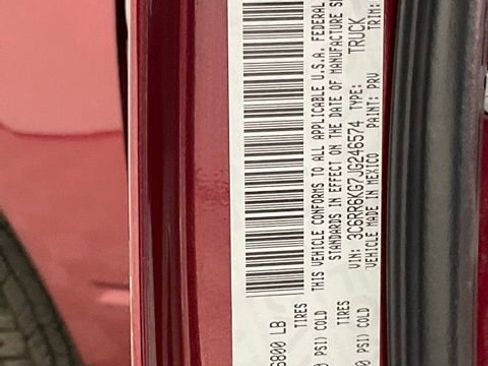 6800 LB
TIRES
PSI) COLD
TIRES
PSI) COLD
THIS VEHICLE CONFORMS TO ALL APPLICABLE U.S.A. FEDERAL
STANDARDS IN EFFECT ON THE DATE OF MANUFACTURE
VIN: 3C6RR6KG7JG246574 TYPE: TRUCK
VEHICLE MADE IN MEXICO PAINT: PRV TRIM: